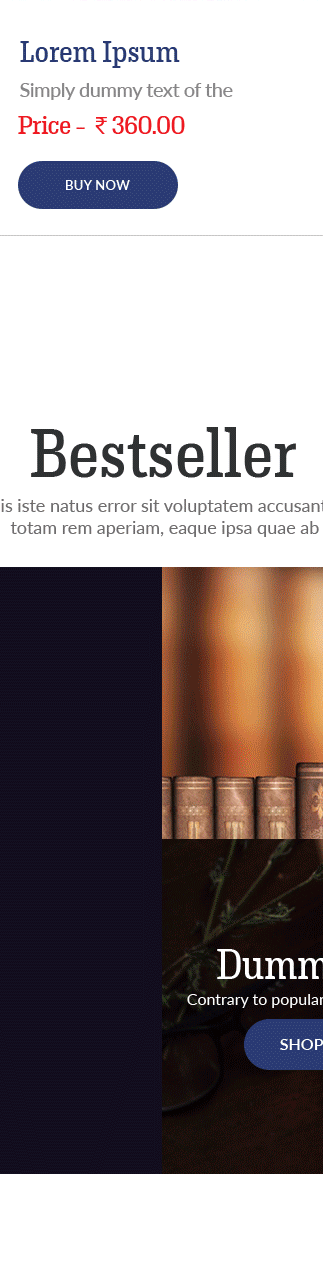 Lorem Ipsum
Simply dummy text of the
Price - ₹ 360.00
BUY NOW
Bestseller
is iste natus error sit voluptatem accusant
totam rem aperiam, eaque ipsa quae ab
Dumm
Contrary to popular
SHOP